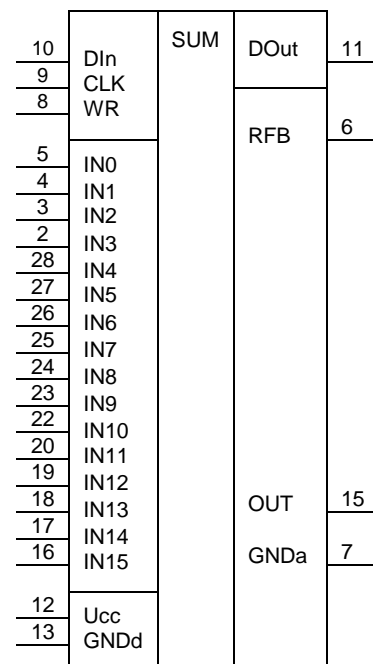 SUM
10 DIn DOut 11
9 CLK
8 WR
RFB 6
5 IN0
4 IN1
3 IN2
2 IN3
28 IN4
27 IN5
26 IN6
25 IN7
24 IN8
23 IN9
22 IN10
20 IN11
19 IN12
18 IN13 OUT 15
17 IN14
16 IN15 GNDa 7
12 Ucc
13 GNDd